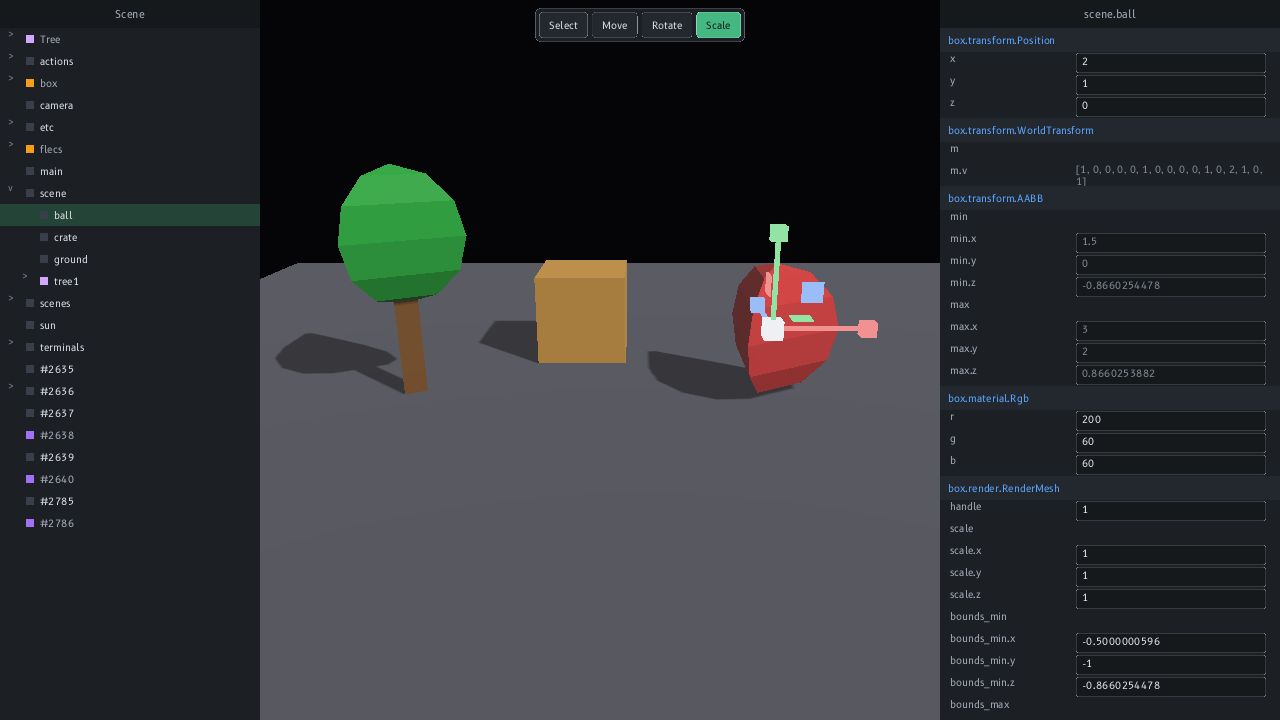 Scene
> Tree
> actions
> box
camera
> etc
> flecs
main
v scene
ball
crate
ground
> tree1
> scenes
sun
> terminals
#2635
> #2636
#2637
#2638
#2639
#2640
#2785
#2786
Select Move Rotate Scale
scene.ball
box.transform.Position
x 2
y 1
z 0
box.transform.WorldTransform
m
m.v [1, 0, 0, 0, 0, 1, 0, 0, 0, 0, 1, 0, 2, 1, 0,
1]
box.transform.AABB
min
min.x 1.5
min.y 0
min.z -0.8660254478
max
max.x 3
max.y 2
max.z 0.8660253882
box.material.Rgb
r 200
g 60
b 60
box.render.RenderMesh
handle 1
scale
scale.x 1
scale.y 1
scale.z 1
bounds_min
bounds_min.x -0.5000000596
bounds_min.y -1
bounds_min.z -0.8660254478
bounds_max